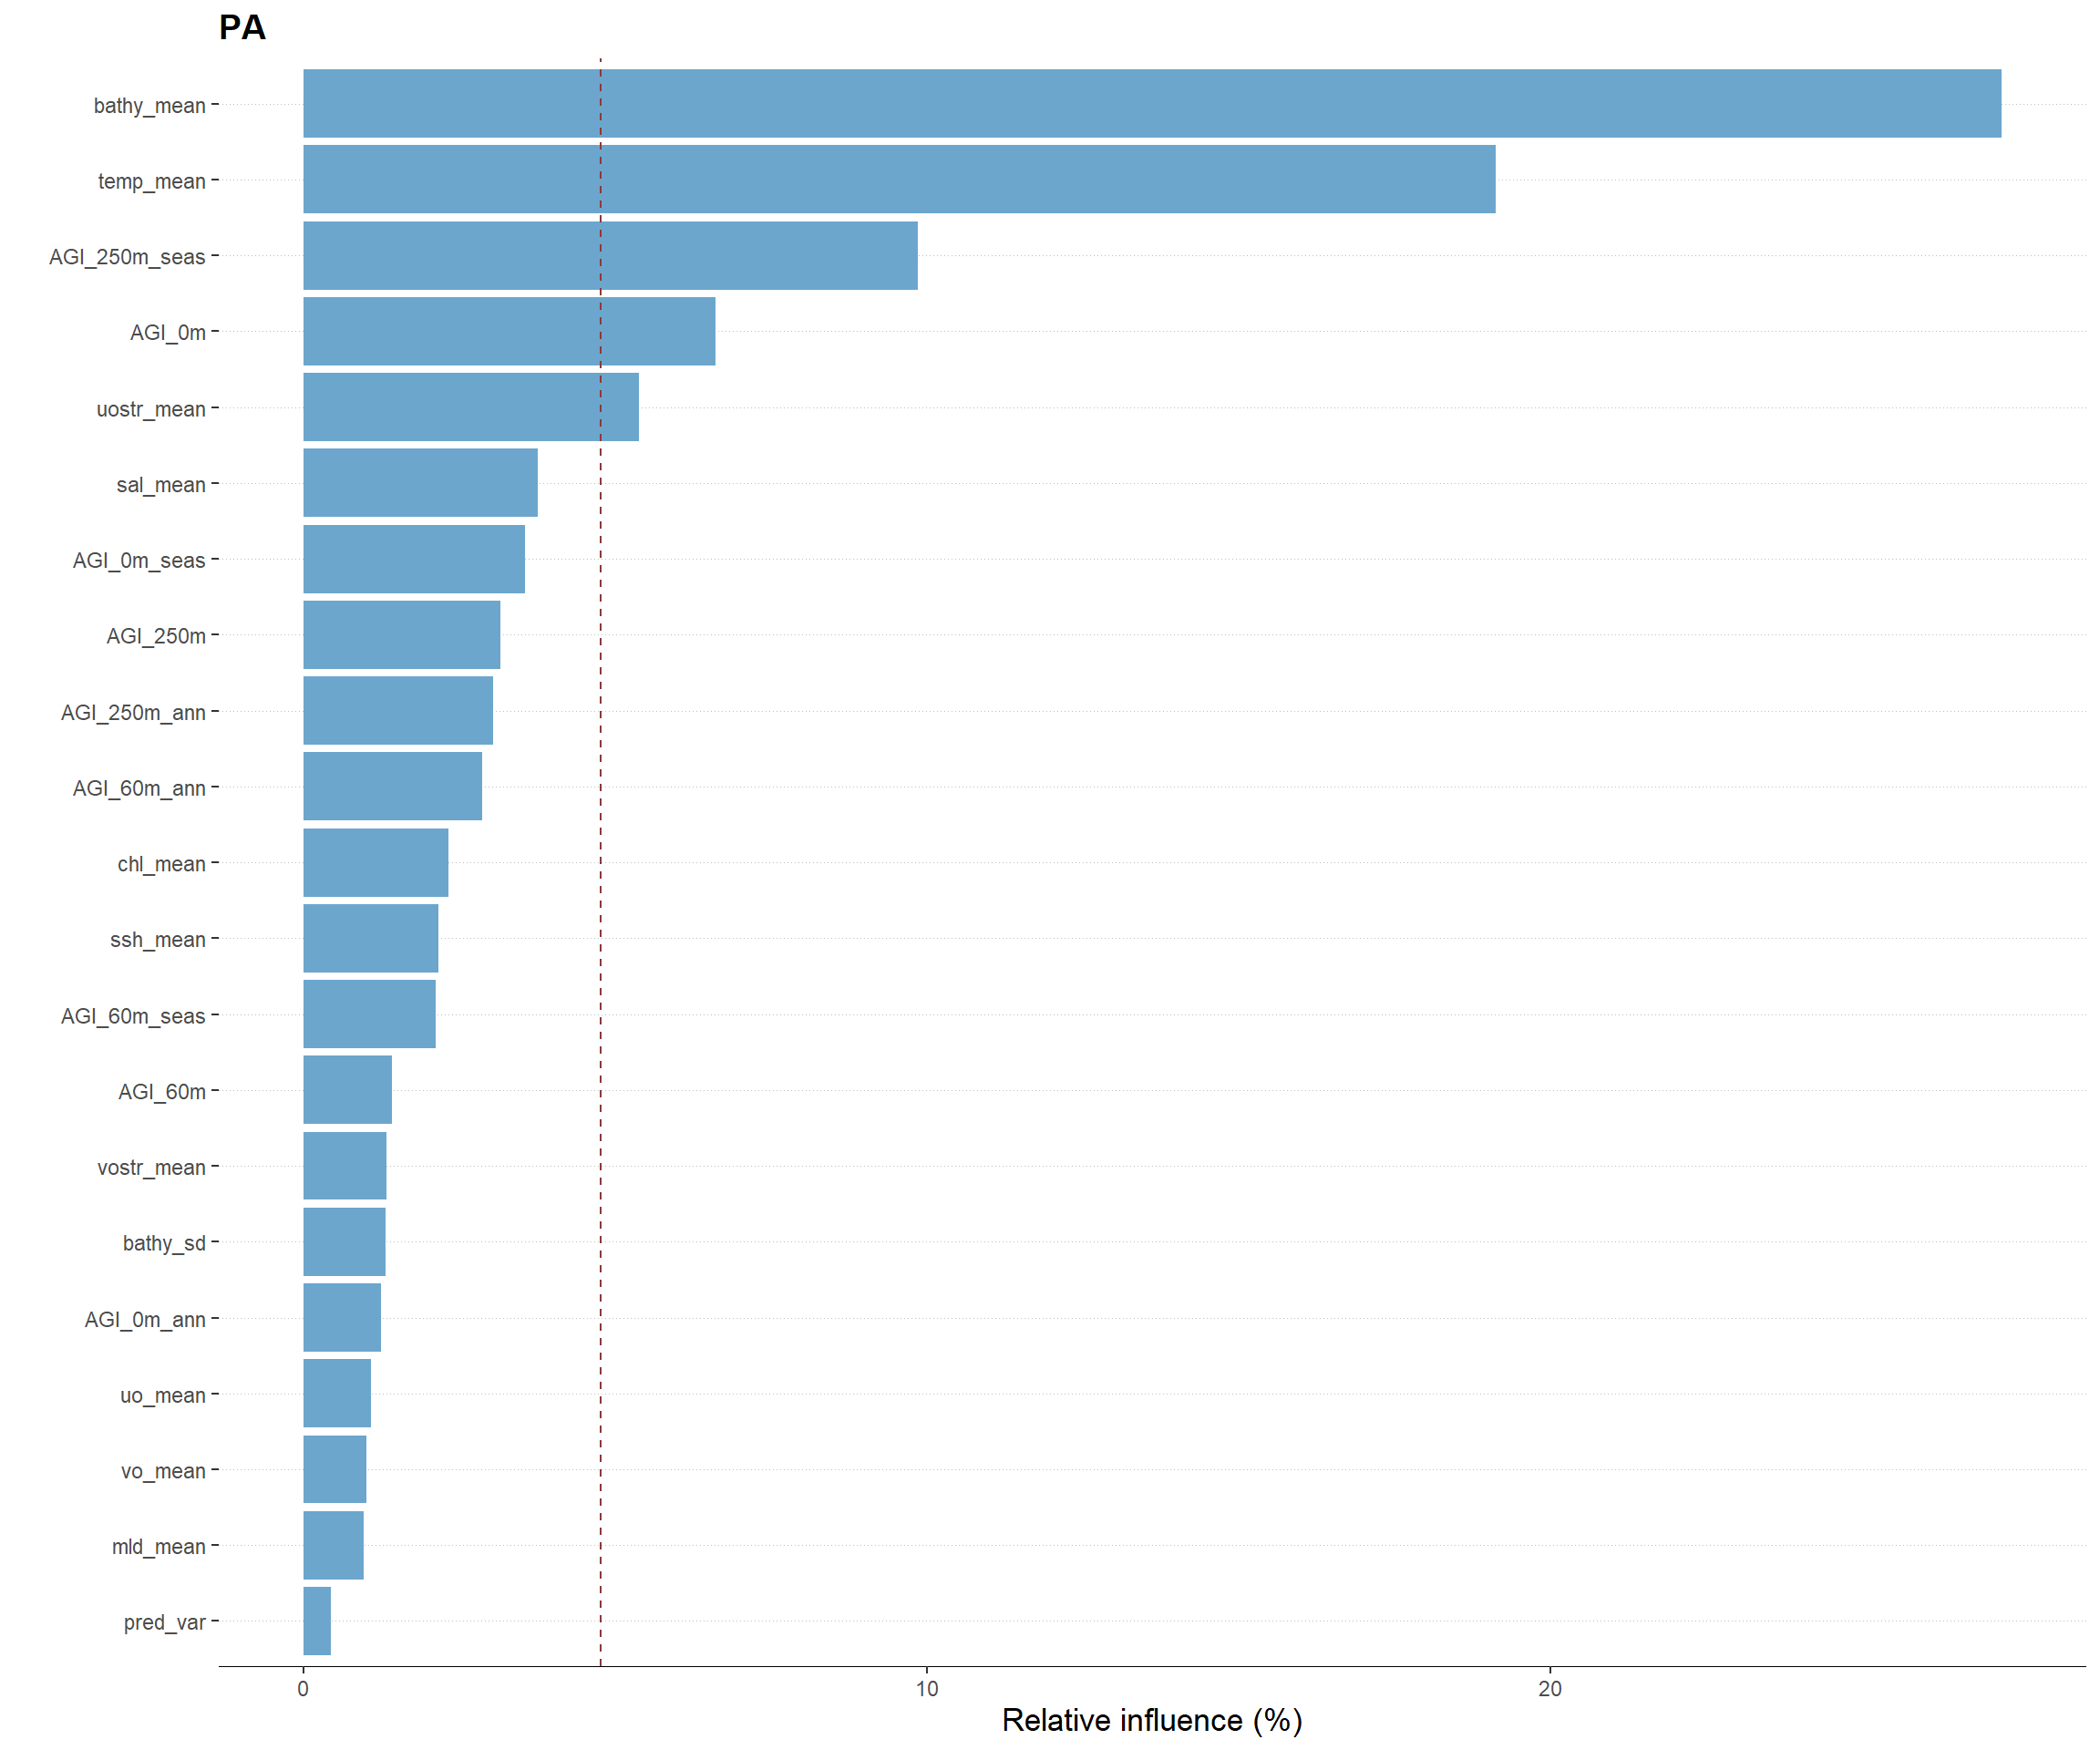 PA
bathy_mean
temp_mean
AGI_250m_seas
AGI_0m
uostr_mean
sal_mean
AGI_0m_seas
AGI_250m
AGI_250m_ann
AGI_60m_ann
chl_mean
ssh_mean
AGI_60m_seas
AGI_60m
vostr_mean
bathy_sd
AGI_0m_ann
uo_mean
vo_mean
mld_mean
pred_var
0 10 20
Relative influence (%)